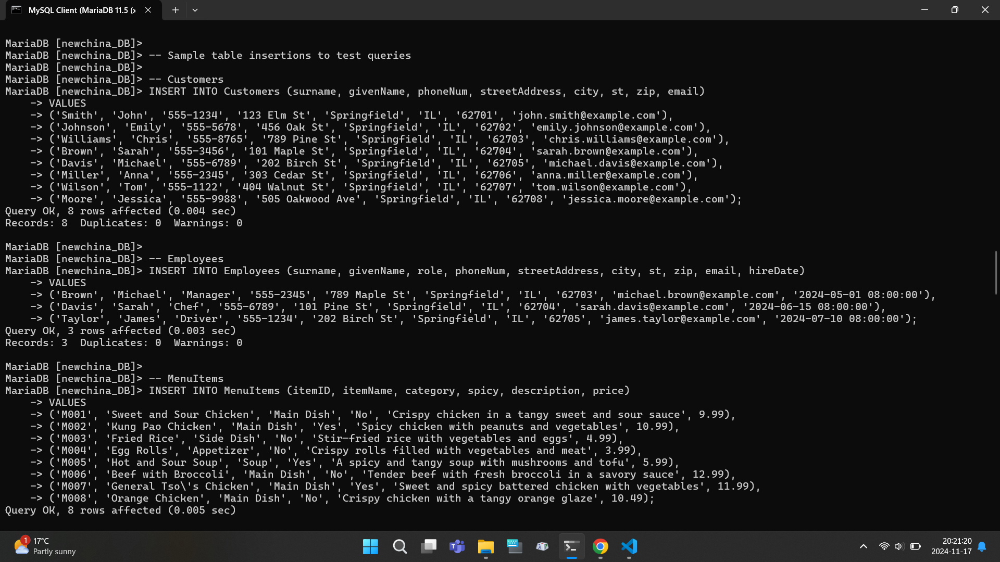 MySQL Client (MariaDB 11.5 (x
MariaDB [newchina_DB]>
MariaDB [newchina_DB]> -- Sample table insertions to test queries
MariaDB [newchina_DB]>
MariaDB [newchina_DB]> -- Customers
MariaDB [newchina_DB]> INSERT INTO Customers (surname, givenName, phoneNum, streetAddress, city, st, zip, email)
    -> VALUES
    -> ('Smith', 'John', '555-1234', '123 Elm St', 'Springfield', 'IL', '62701', 'john.smith@example.com'),
    -> ('Johnson', 'Emily', '555-5678', '456 Oak St', 'Springfield', 'IL', '62702', 'emily.johnson@example.com'),
    -> ('Williams', 'Chris', '555-8765', '789 Pine St', 'Springfield', 'IL', '62703', 'chris.williams@example.com'),
    -> ('Brown', 'Sarah', '555-3456', '101 Maple St', 'Springfield', 'IL', '62704', 'sarah.brown@example.com'),
    -> ('Davis', 'Michael', '555-6789', '202 Birch St', 'Springfield', 'IL', '62705', 'michael.davis@example.com'),
    -> ('Miller', 'Anna', '555-2345', '303 Cedar St', 'Springfield', 'IL', '62706', 'anna.miller@example.com'),
    -> ('Wilson', 'Tom', '555-1122', '404 Walnut St', 'Springfield', 'IL', '62707', 'tom.wilson@example.com'),
    -> ('Moore', 'Jessica', '555-9988', '505 Oakwood Ave', 'Springfield', 'IL', '62708', 'jessica.moore@example.com');
Query OK, 8 rows affected (0.004 sec)
Records: 8  Duplicates: 0  Warnings: 0
MariaDB [newchina_DB]>
MariaDB [newchina_DB]> -- Employees
MariaDB [newchina_DB]> INSERT INTO Employees (surname, givenName, role, phoneNum, streetAddress, city, st, zip, email, hireDate)
    -> VALUES
    -> ('Brown', 'Michael', 'Manager', '555-2345', '789 Maple St', 'Springfield', 'IL', '62703', 'michael.brown@example.com', '2024-05-01 08:00:00'),
    -> ('Davis', 'Sarah', 'Chef', '555-6789', '101 Pine St', 'Springfield', 'IL', '62704', 'sarah.davis@example.com', '2024-06-15 08:00:00'),
    -> ('Taylor', 'James', 'Driver', '555-1234', '202 Birch St', 'Springfield', 'IL', '62705', 'james.taylor@example.com', '2024-07-10 08:00:00');
Query OK, 3 rows affected (0.003 sec)
Records: 3  Duplicates: 0  Warnings: 0
MariaDB [newchina_DB]>
MariaDB [newchina_DB]> -- MenuItems
MariaDB [newchina_DB]> INSERT INTO MenuItems (itemID, itemName, category, spicy, description, price)
    -> VALUES
    -> ('M001', 'Sweet and Sour Chicken', 'Main Dish', 'No', 'Crispy chicken in a tangy sweet and sour sauce', 9.99),
    -> ('M002', 'Kung Pao Chicken', 'Main Dish', 'Yes', 'Spicy chicken with peanuts and vegetables', 10.99),
    -> ('M003', 'Fried Rice', 'Side Dish', 'No', 'Stir-fried rice with vegetables and eggs', 4.99),
    -> ('M004', 'Egg Rolls', 'Appetizer', 'No', 'Crispy rolls filled with vegetables and meat', 3.99),
    -> ('M005', 'Hot and Sour Soup', 'Soup', 'Yes', 'A spicy and tangy soup with mushrooms and tofu', 5.99),
    -> ('M006', 'Beef with Broccoli', 'Main Dish', 'No', 'Tender beef with fresh broccoli in a savory sauce', 12.99),
    -> ('M007', 'General Tso\'s Chicken', 'Main Dish', 'Yes', 'Sweet and spicy battered chicken with vegetables', 11.99),
    -> ('M008', 'Orange Chicken', 'Main Dish', 'No', 'Crispy chicken with a tangy orange glaze', 10.49);
Query OK, 8 rows affected (0.005 sec)
1
17°C
Partly sunny
20:21:20
2024-11-17